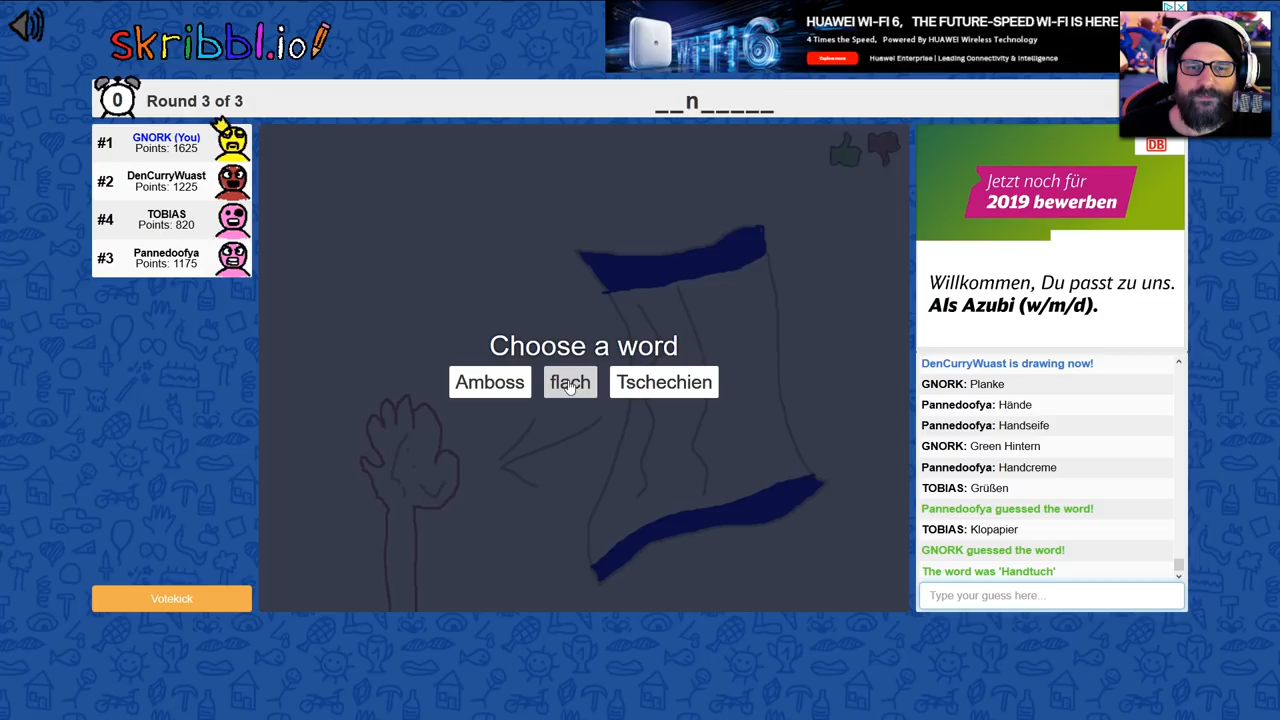 skribbl.io
HUAWEI WI-FI 6, THE FUTURE-SPEED WI-FI IS HERE
4 Times the Speed, Powered By HUAWEI Wireless Technology
Huawei Enterprise | Leading Connectivity & Intelligence
0
Round 3 of 3
__n_____
#1
GNORK (You)
Points: 1625
#2
DenCurryWuast
Points: 1225
#4
TOBIAS
Points: 820
#3
Pannedoofya
Points: 1175
Votekick
Choose a word
Amboss
flach
Tschechien
DB
Jetzt noch für
2019 bewerben
Willkommen, Du passt zu uns.
Als Azubi (w/m/d).
DenCurryWuast is drawing now!
GNORK: Planke
Pannedoofya: Hände
Pannedoofya: Handseife
GNORK: Green Hintern
Pannedoofya: Handcreme
TOBIAS: Grüßen
Pannedoofya guessed the word!
TOBIAS: Klopapier
GNORK guessed the word!
The word was 'Handtuch'
Type your guess here...